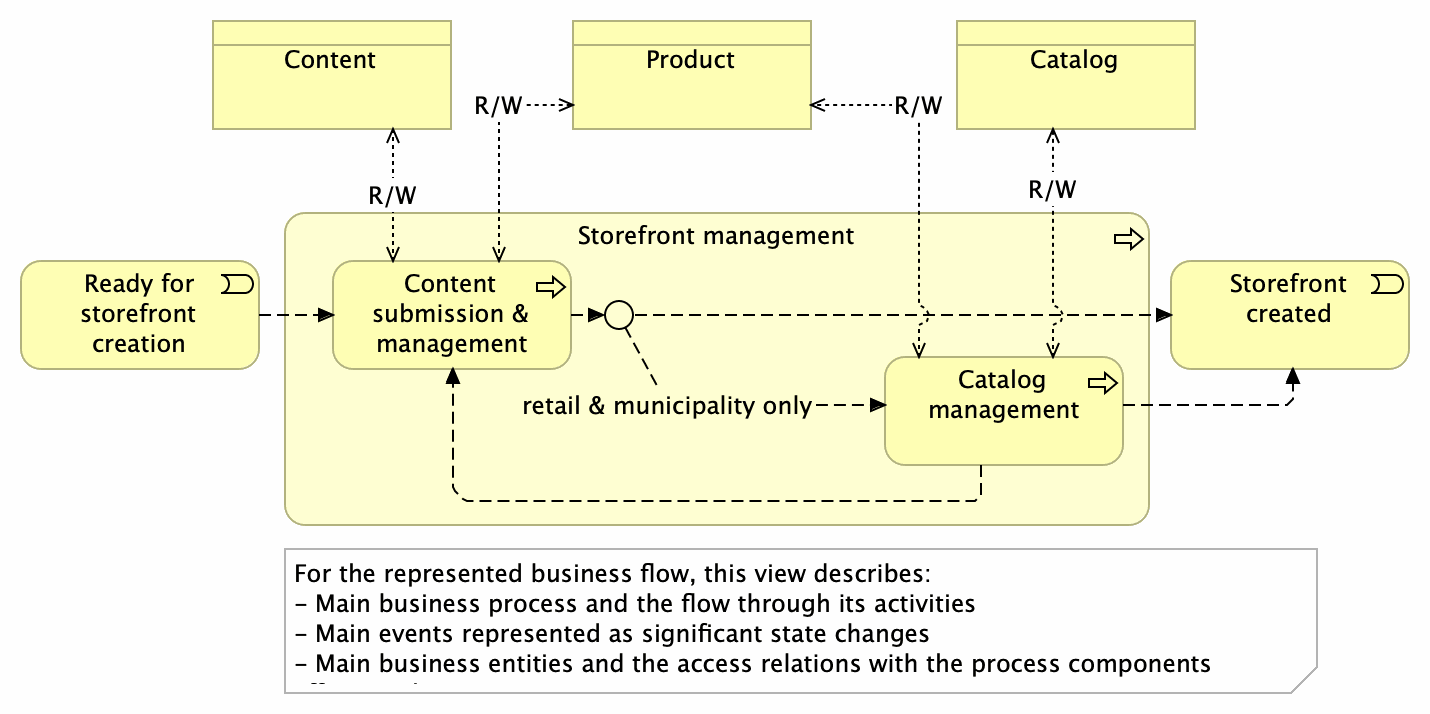 Content
Product
Catalog
R/W
R/W
R/W
R/W
Storefront management
Ready for
storefront
creation
Content
submission &
management
Storefront
created
Catalog
management
retail & municipality only
For the represented business flow, this view describes:
– Main business process and the flow through its activities
– Main events represented as significant state changes
– Main business entities and the access relations with the process components